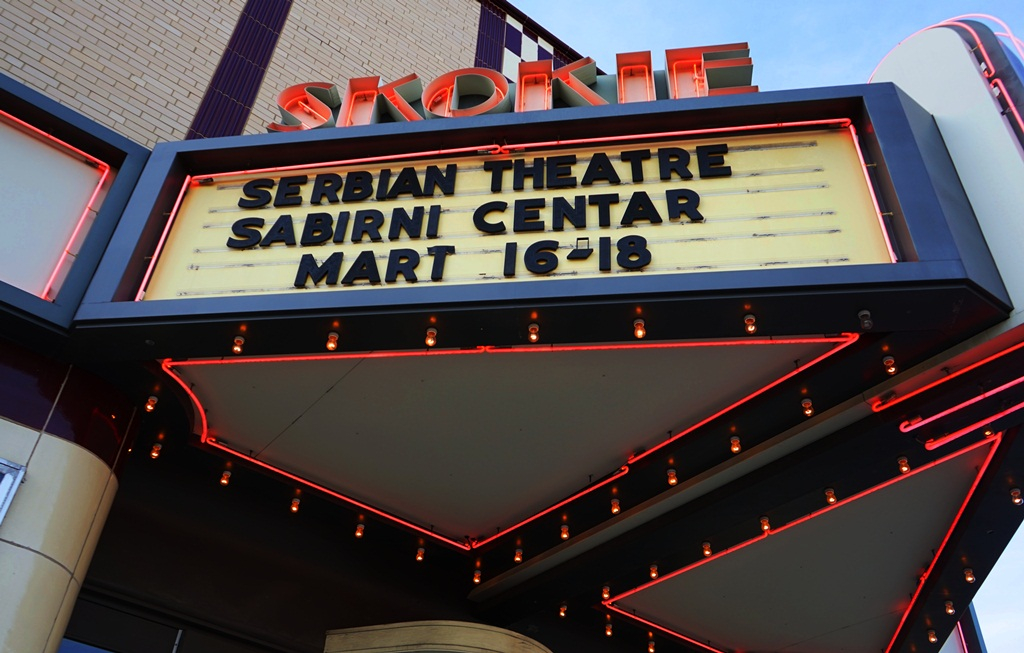 SKOKIE
SERBIAN THEATRE
SABIRNI CENTAR
MART 16-18